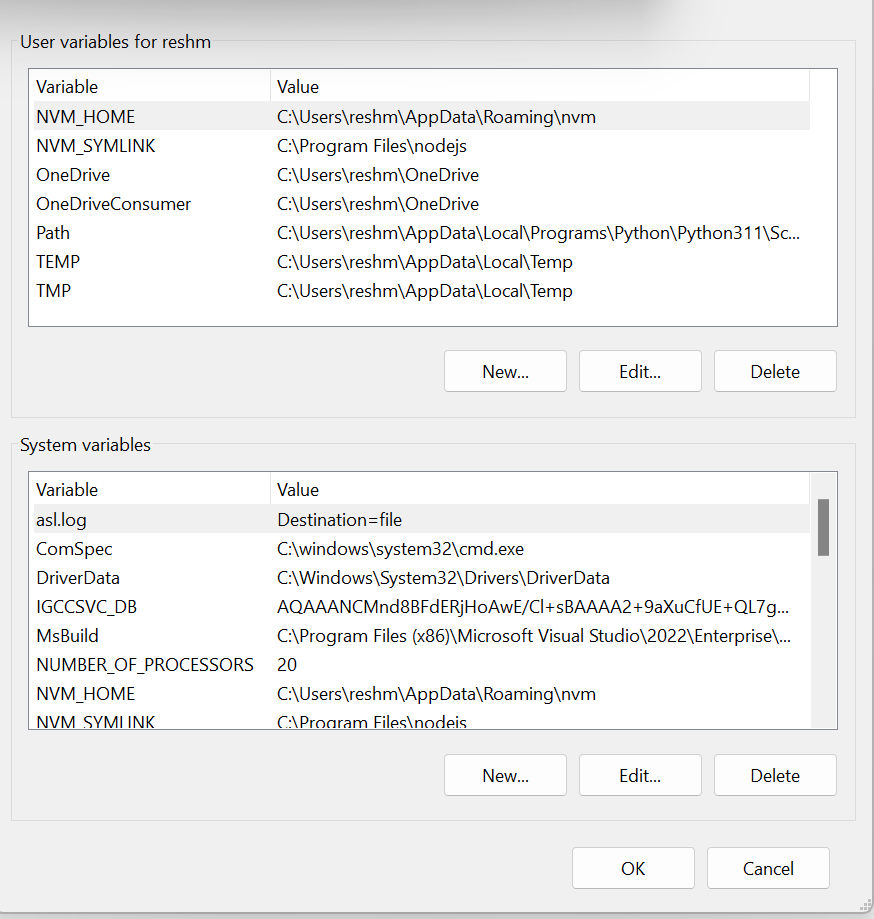 User variables for reshm
Variable Value
NVM_HOME C:\Users\reshm\AppData\Roaming\nvm
NVM_SYMLINK C:\Program Files\nodejs
OneDrive C:\Users\reshm\OneDrive
OneDriveConsumer C:\Users\reshm\OneDrive
Path C:\Users\reshm\AppData\Local\Programs\Python\Python311\Sc...
TEMP C:\Users\reshm\AppData\Local\Temp
TMP C:\Users\reshm\AppData\Local\Temp
New... Edit... Delete
System variables
Variable Value
asl.log Destination=file
ComSpec C:\windows\system32\cmd.exe
DriverData C:\Windows\System32\Drivers\DriverData
IGCCSVC_DB AQAAANCMnd8BFdERjHoAwE/Cl+sBAAAA2+9aXuCfUE+QL7g...
MsBuild C:\Program Files (x86)\Microsoft Visual Studio\2022\Enterprise\...
NUMBER_OF_PROCESSORS 20
NVM_HOME C:\Users\reshm\AppData\Roaming\nvm
NVM_SYMLINK C:\Program Files\nodejs
New... Edit... Delete
OK Cancel